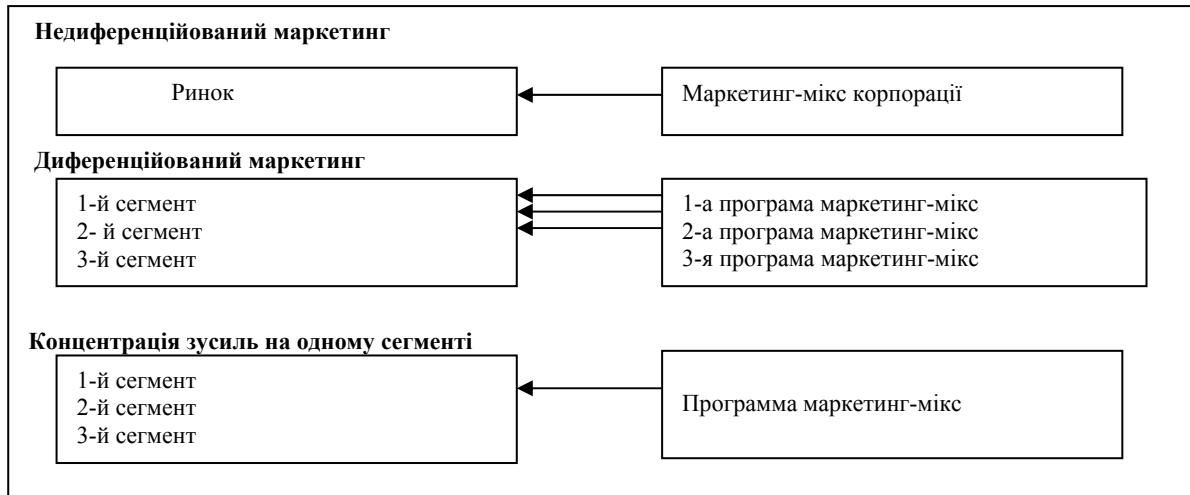 Недиференційований маркетинг
Ринок
Маркетинг-мікс корпорації
Диференційований маркетинг
1-й сегмент
2- й сегмент
3-й сегмент
1-а програма маркетинг-мікс
2-а програма маркетинг-мікс
3-я програма маркетинг-мікс
Концентрація зусиль на одному сегменті
1-й сегмент
2-й сегмент
3-й сегмент
Программа маркетинг-мікс